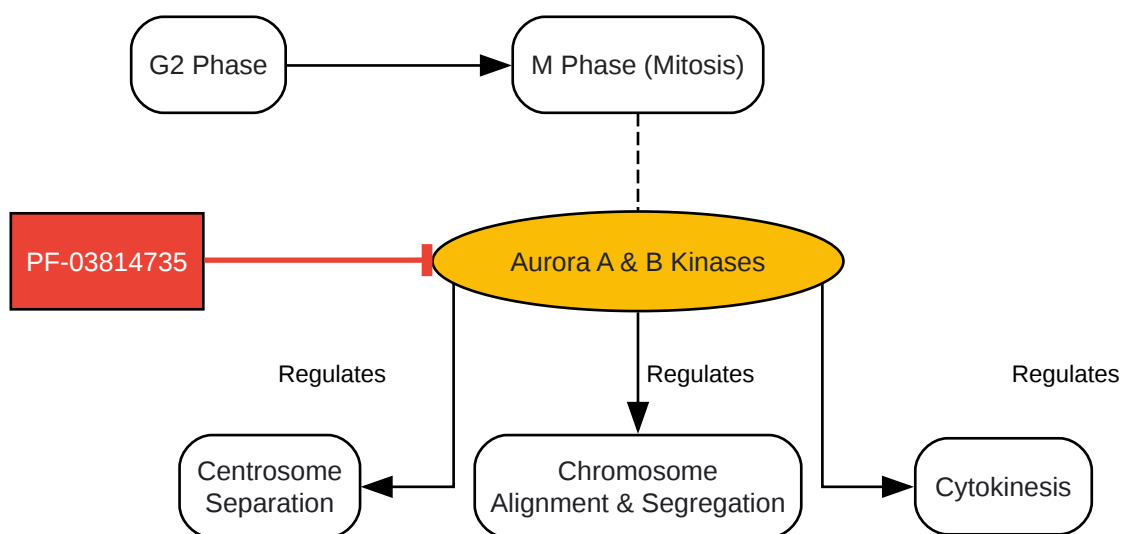 G2 Phase
M Phase (Mitosis)
PF-03814735
Aurora A & B Kinases
Regulates
Regulates
Regulates
Centrosome
Separation
Chromosome
Alignment & Segregation
Cytokinesis